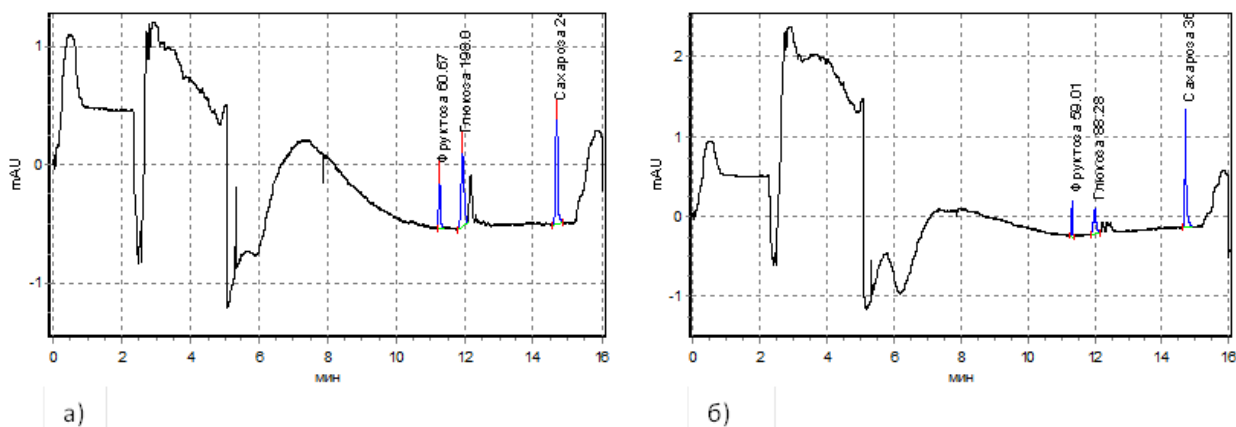 Фруктоза 60.67
Глюкоза 198.8
Сахароза 24
1
0
-1
mAU
0 2 4 6 8 10 12 14 16
мин
а)
Фруктоза 59.01
Глюкоза 88.28
Сахароза 36
2
1
0
-1
mAU
0 2 4 6 8 10 12 14 16
мин
б)